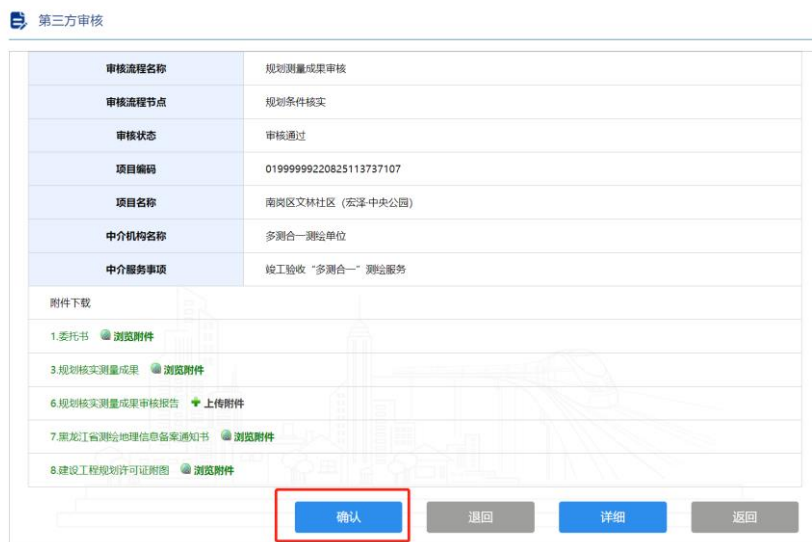 第三方审核
审核流程名称 规划测量成果审核
审核流程节点 规划条件核实
审核状态 审核通过
项目编码 01999999220825113737107
项目名称 南岗区文林社区（宏泽·中央公园）
中介机构名称 多测合一测绘单位
中介服务事项 竣工验收“多测合一”测绘服务
附件下载
1.委托书 浏览附件
3.规划核实测量成果 浏览附件
6.规划核实测量成果审核报告 上传附件
7.黑龙江省测绘地理信息备案通知书 浏览附件
8.建设工程规划许可证附图 浏览附件
确认 退回 详细 返回